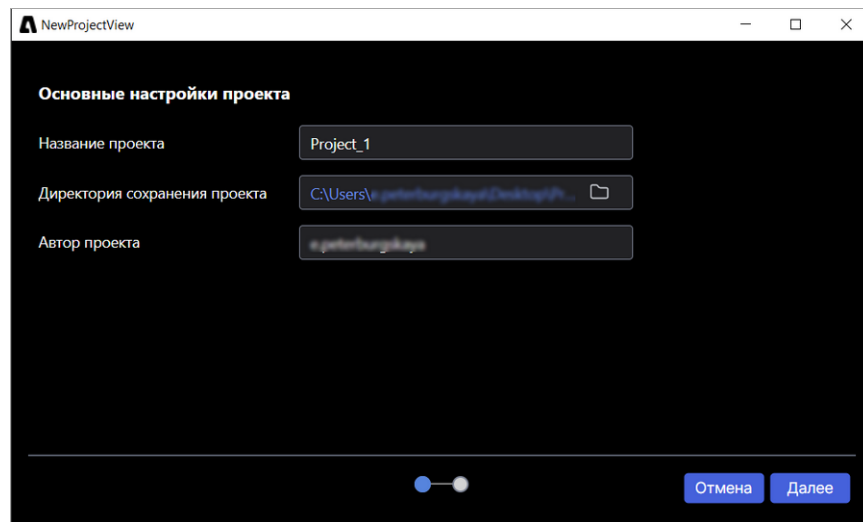 NewProjectView
Основные настройки проекта
Название проекта
Project_1
Директория сохранения проекта
C:\Users\
Автор проекта
Отмена
Далее